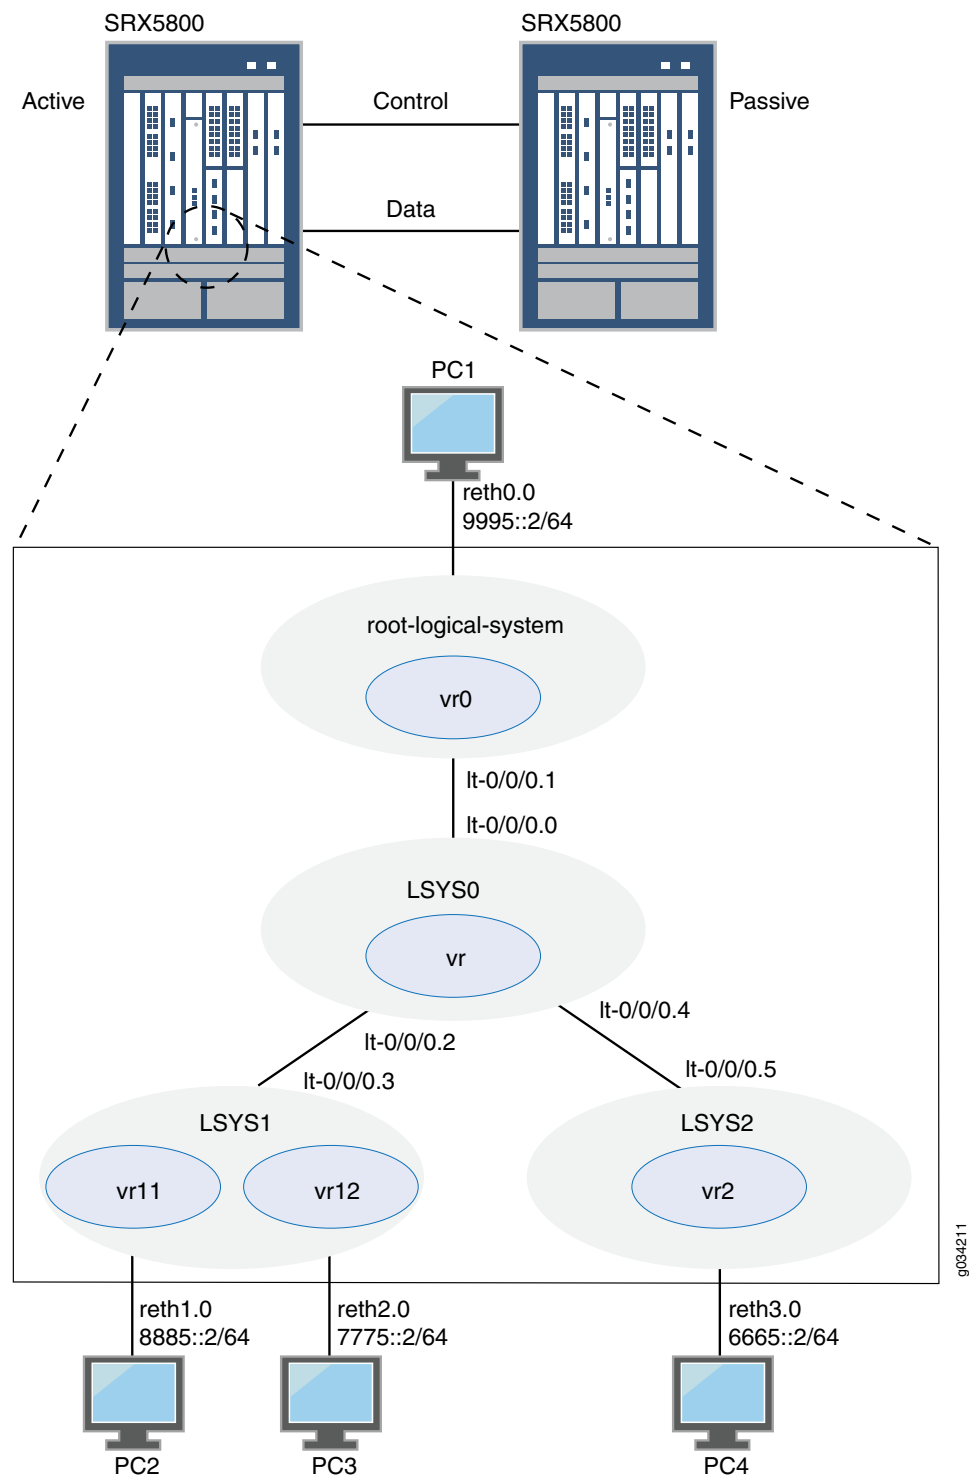 SRX5800
SRX5800
Active
Control
Passive
Data
PC1
reth0.0
9995::2/64
root-logical-system
vr0
lt-0/0/0.1
lt-0/0/0.0
LSYS0
vr
lt-0/0/0.4
lt-0/0/0.2
lt-0/0/0.5
lt-0/0/0.3
LSYS1
LSYS2
vr11
vr12
vr2
g034211
reth1.0
8885::2/64
reth2.0
7775::2/64
reth3.0
6665::2/64
PC2
PC3
PC4